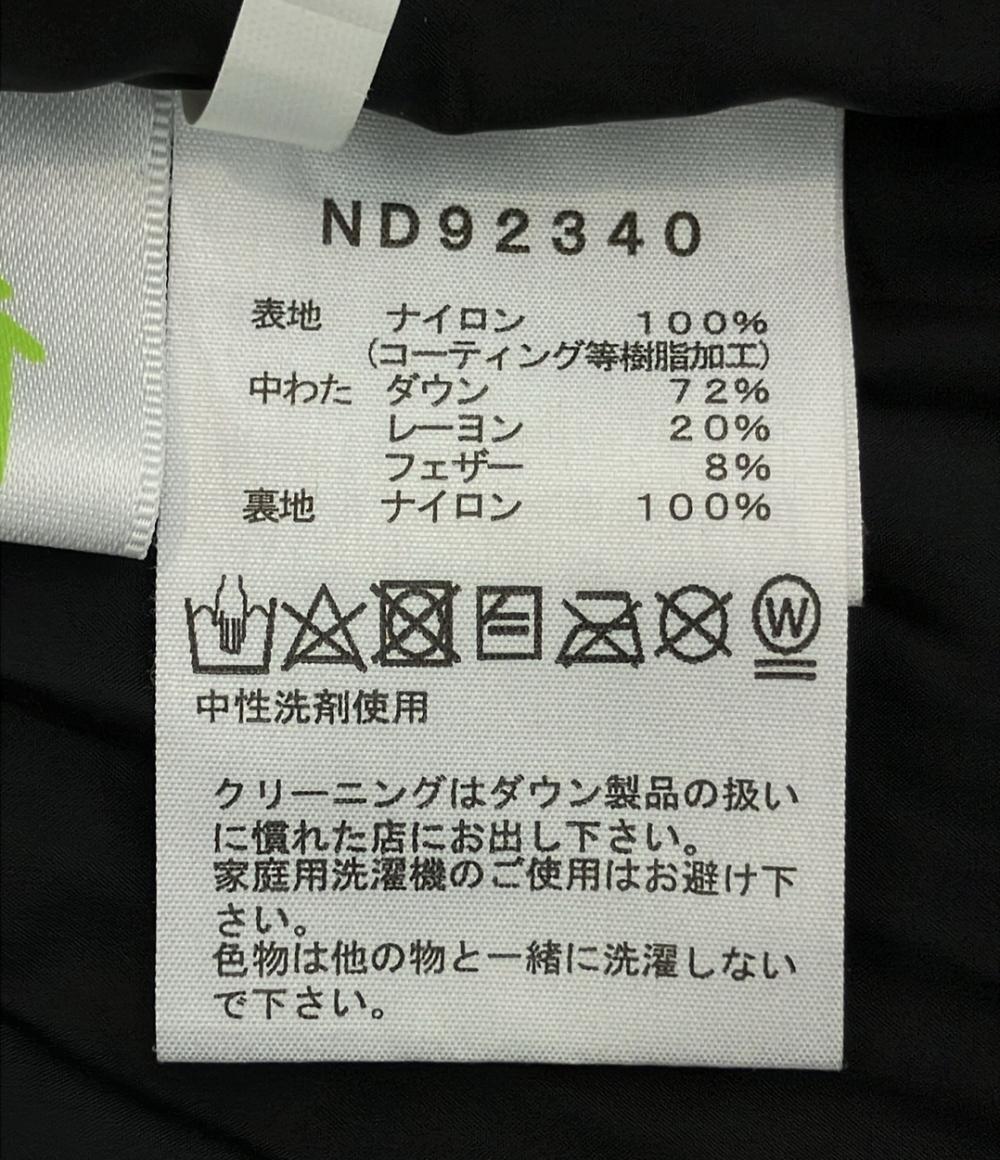 ND92340
表地 ナイロン 100%
(コーティング等樹脂加工)
中わた ダウン 72%
レーヨン 20%
フェザー 8%
裏地 ナイロン 100%
W
中性洗剤使用
クリーニングはダウン製品の扱い
に慣れた店にお出し下さい。
家庭用洗濯機のご使用はお避け下
さい。
色物は他の物と一緒に洗濯しない
で下さい。